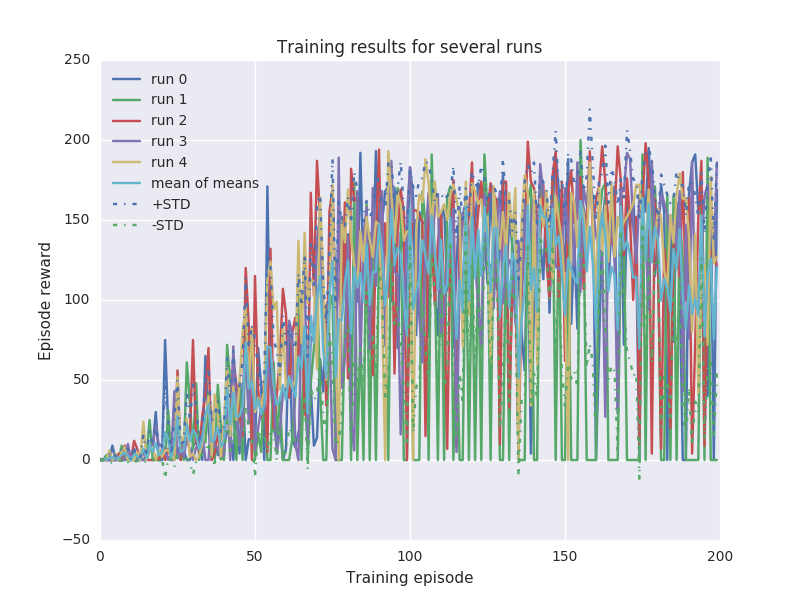 Training results for several runs
250
200
150
100
50
0
−50
run 0
run 1
run 2
run 3
run 4
mean of means
+STD
-STD
Episode reward
0 50 100 150 200
Training episode